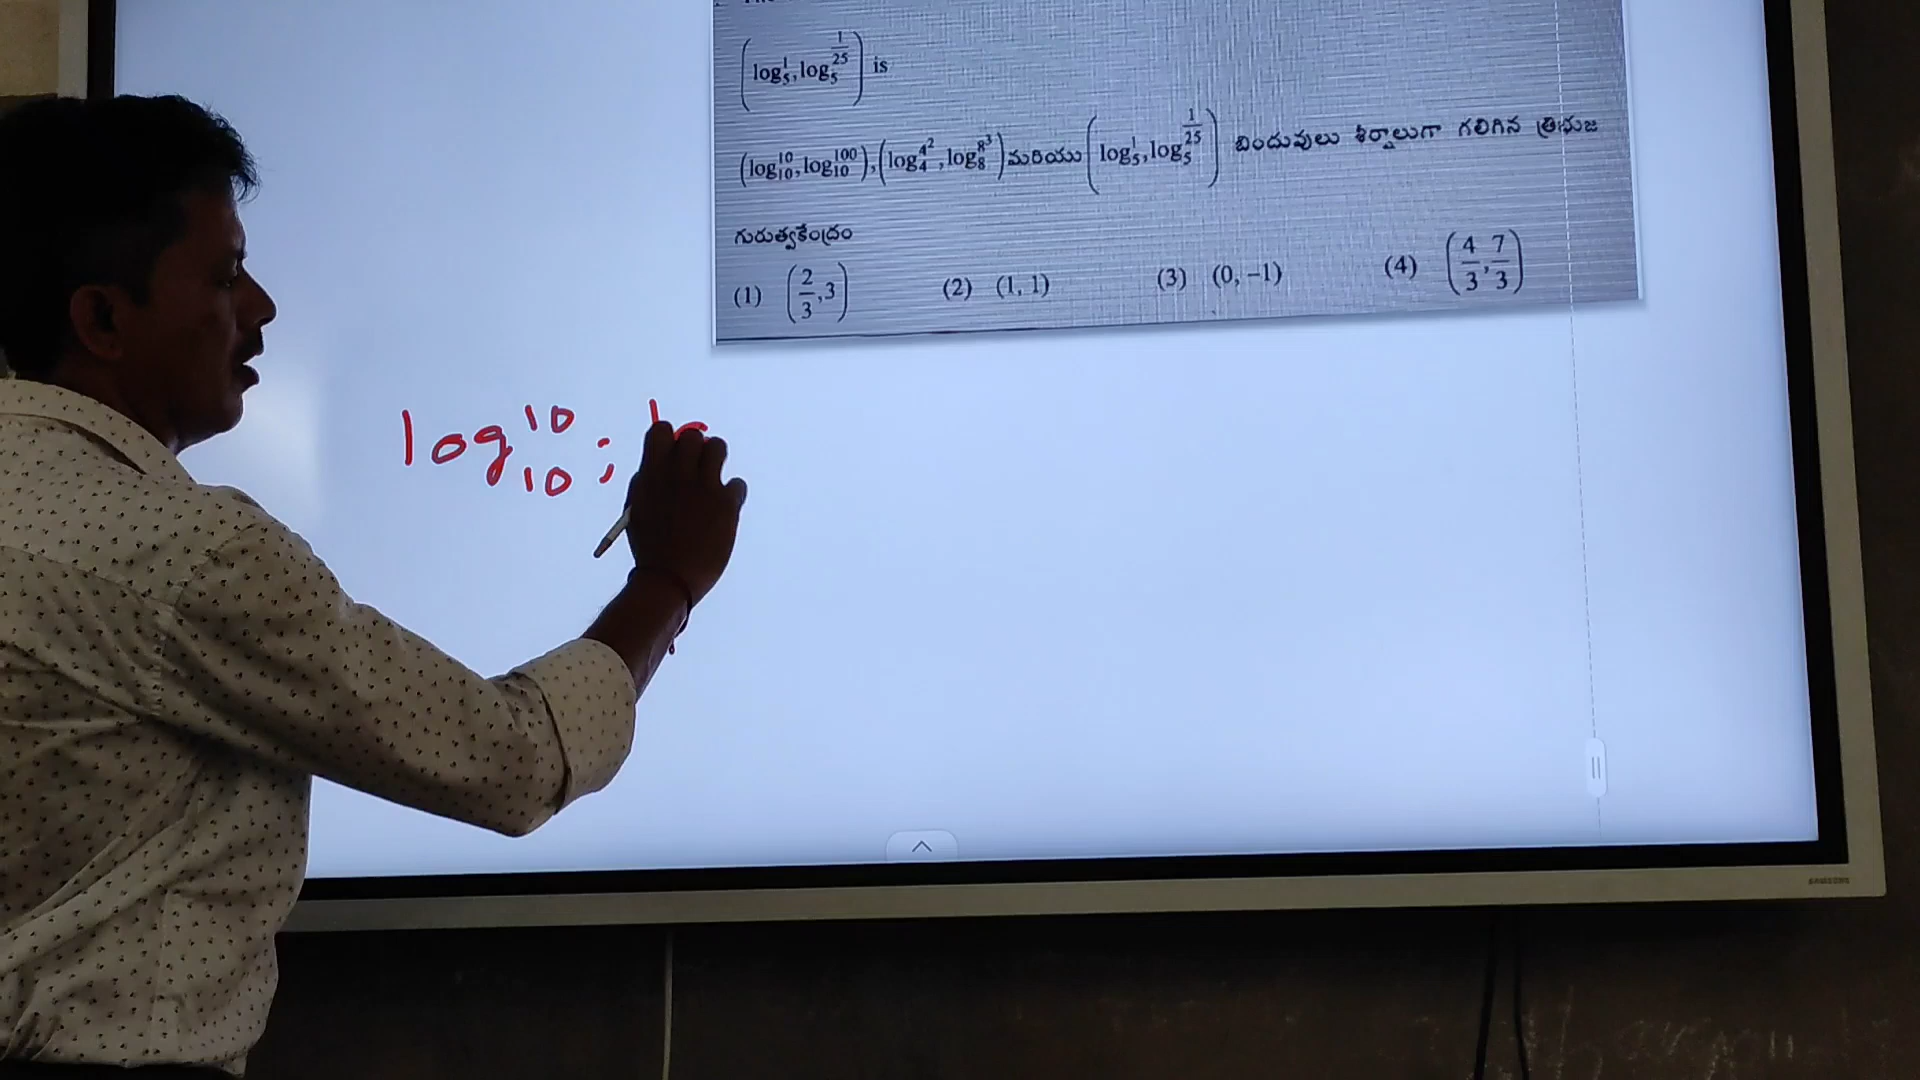 (log₅¹, log₅^(1/25)) is
(log₁₀¹⁰, log₁₀¹⁰⁰), (log₄^(4²), log₈^(8³)) మరియు (log₅¹, log₅^(1/25)) బిందువులు శీర్షాలుగా గలిగిన త్రిభుజ
గురుత్వకేంద్రం
(1) (2/3, 3) (2) (1, 1) (3) (0, −1) (4) (4/3, 7/3)
log₁₀¹⁰ ;
SAMSUNG